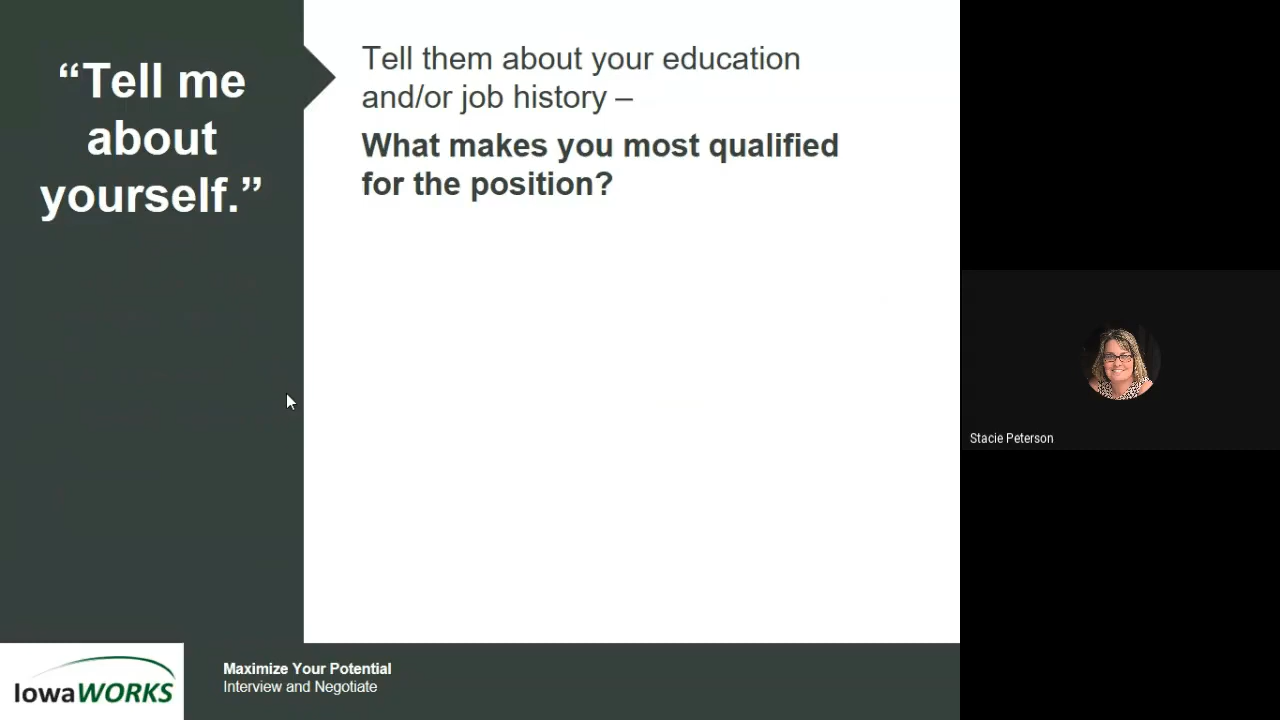 “Tell me
about
yourself.”
Tell them about your education
and/or job history –
What makes you most qualified
for the position?
Stacie Peterson
IowaWORKS
Maximize Your Potential
Interview and Negotiate